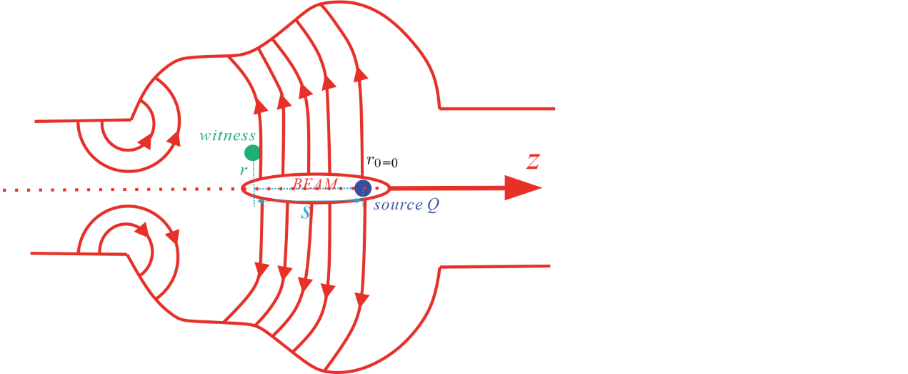 witness
r
r0=0
z
BEAM
source Q
S